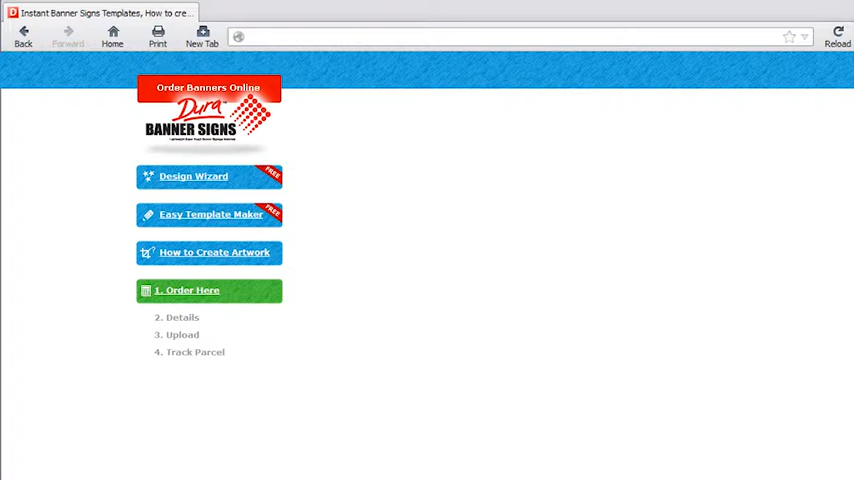 Instant Banner Signs Templates, How to cre...
Back Forward Home Print New Tab Reload
Order Banners Online
Dura
BANNER SIGNS
Design Wizard FREE
Easy Template Maker FREE
How to Create Artwork
1. Order Here
2. Details
3. Upload
4. Track Parcel